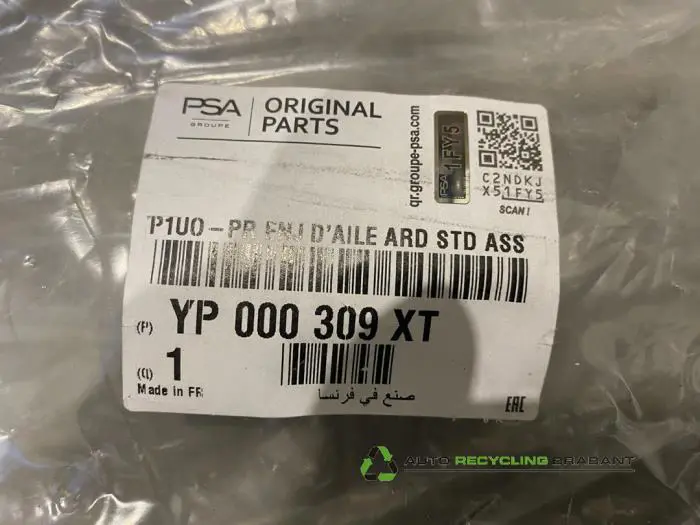 PSA
GROUPE
ORIGINAL
PARTS
qr.groupe-psa.com
PSA 1FY5
C2NDKJ
X51FY5
SCAN!
P1U0-PR ENJ D'AILE ARD STD ASS
(P) YP 000 309 XT
(Q) 1
Made in FR
صنع في فرنسا
EAC
AUTO RECYCLING BRABANT